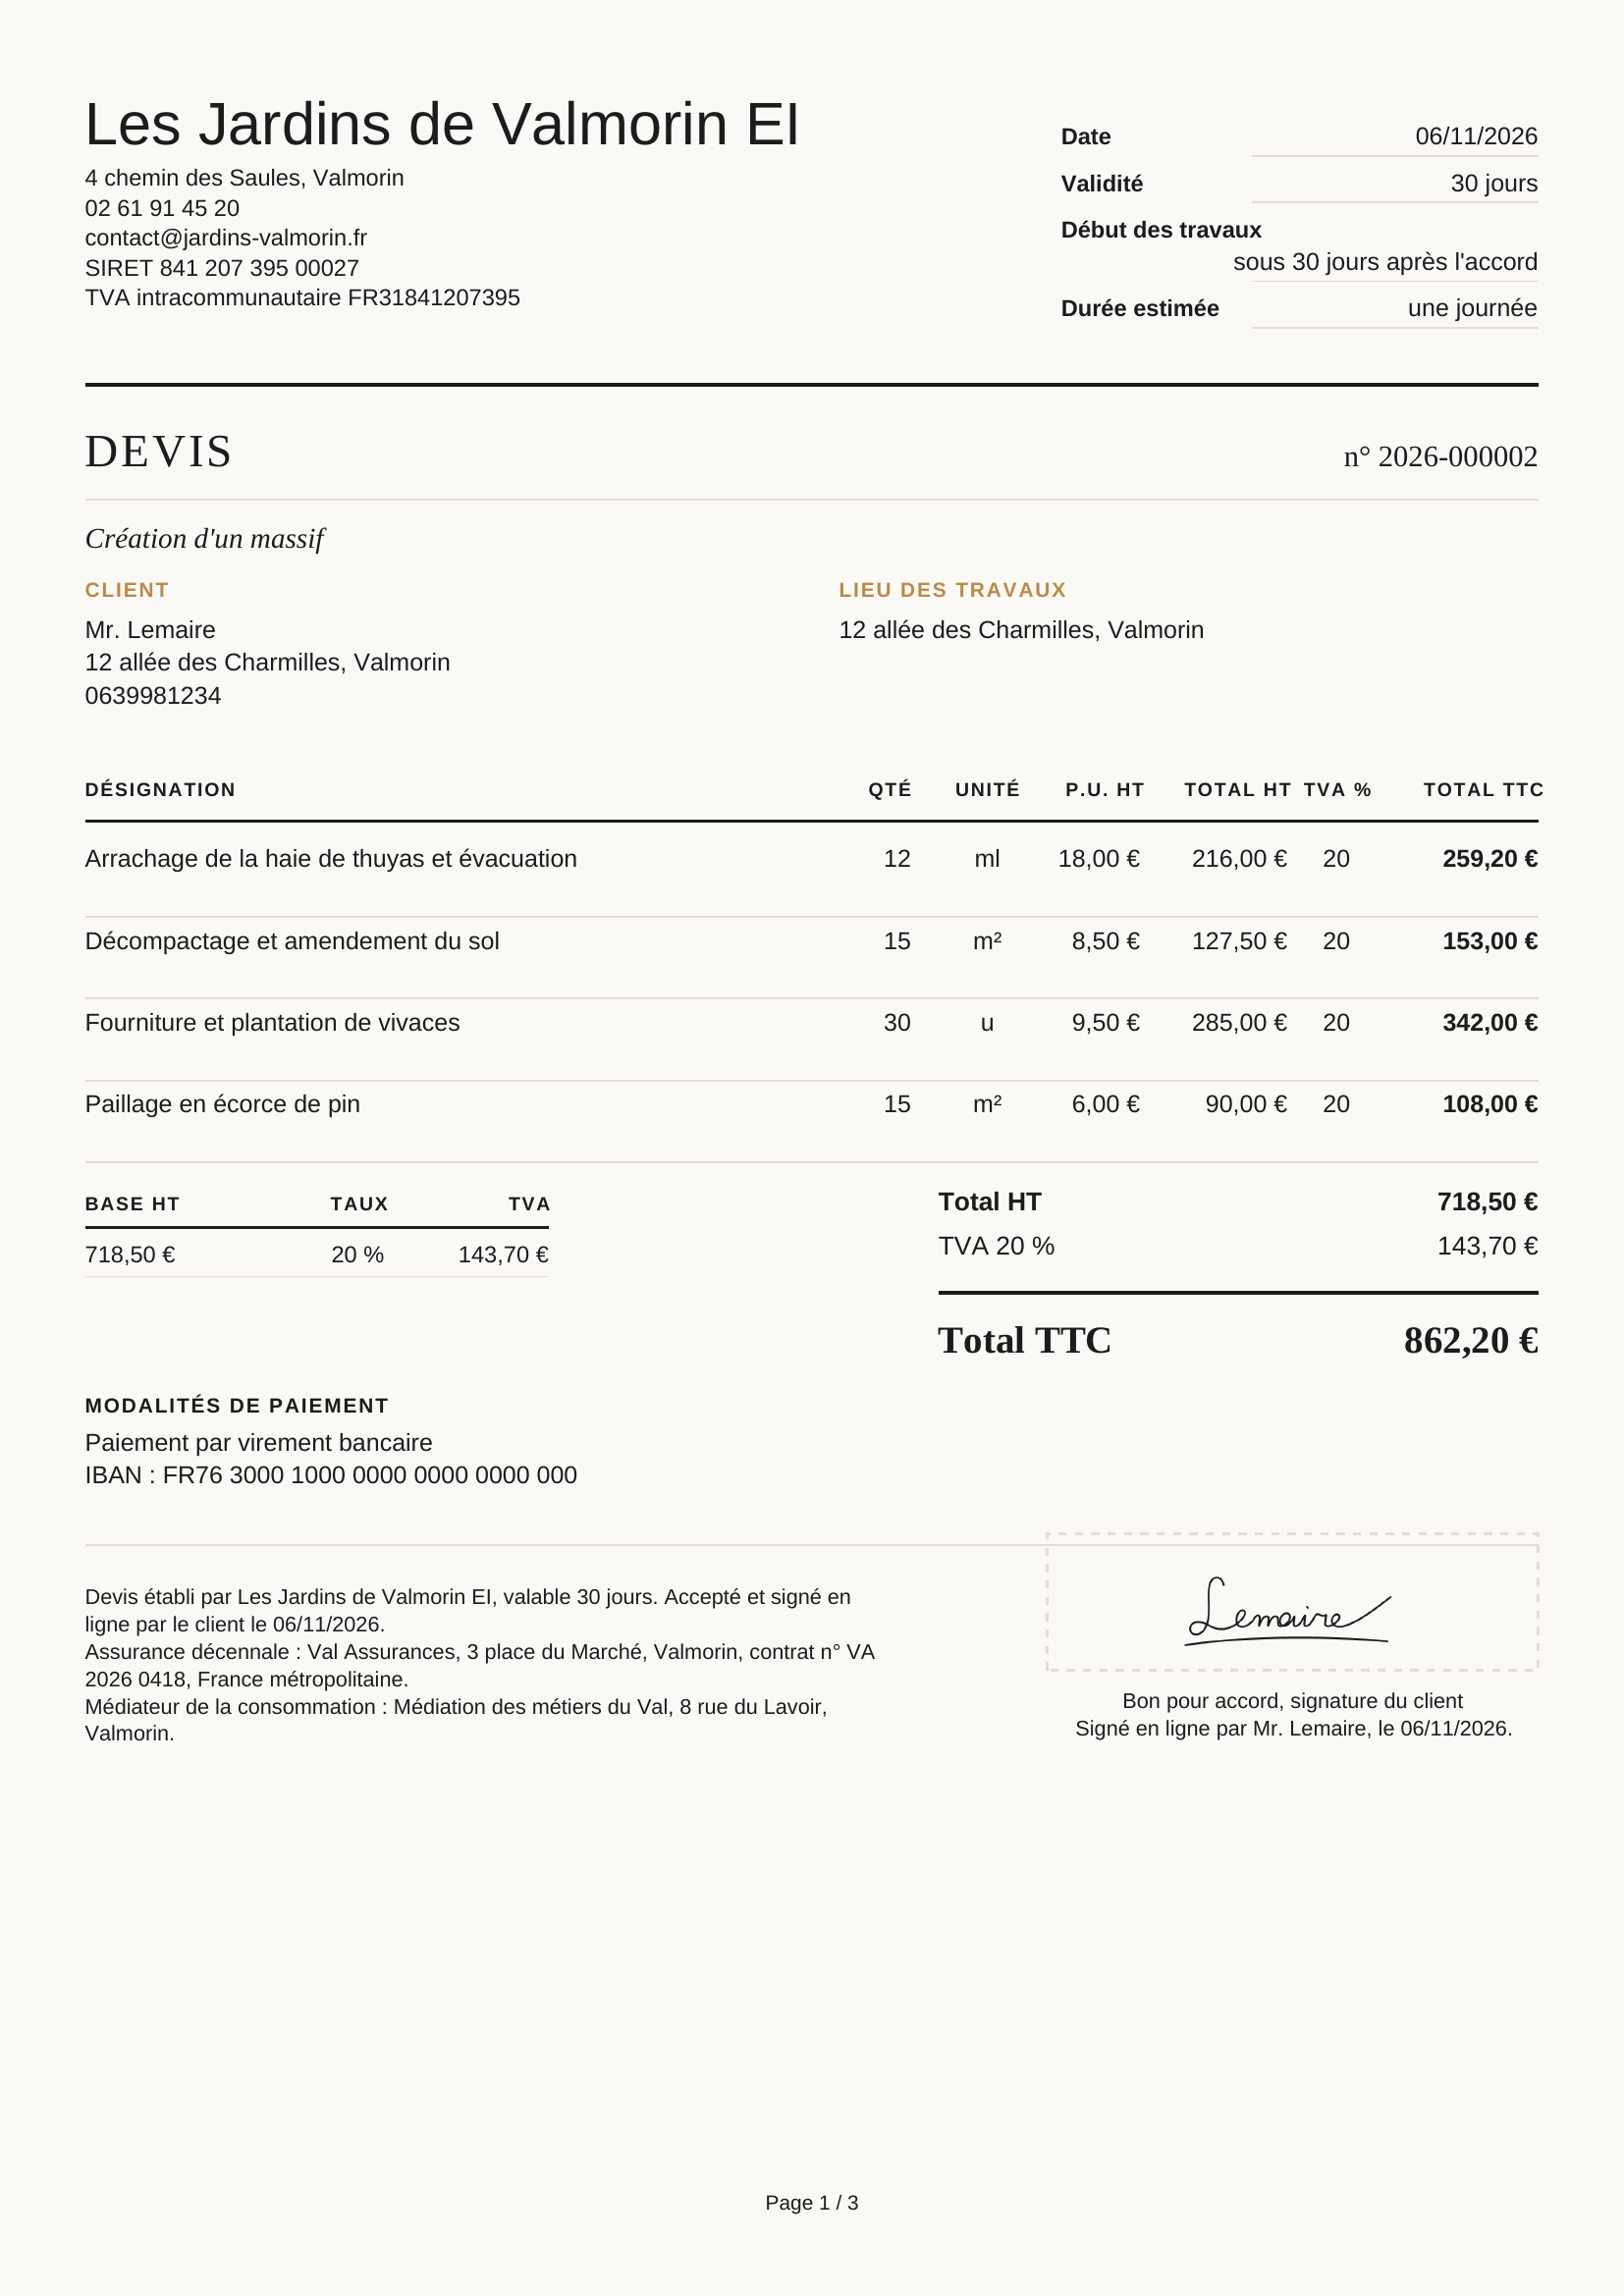 Les Jardins de Valmorin EI
4 chemin des Saules, Valmorin
02 61 91 45 20
contact@jardins-valmorin.fr
SIRET 841 207 395 00027
TVA intracommunautaire FR31841207395
Date 06/11/2026
Validité 30 jours
Début des travaux
sous 30 jours après l'accord
Durée estimée une journée
DEVIS n° 2026-000002
Création d'un massif
CLIENT
Mr. Lemaire
12 allée des Charmilles, Valmorin
0639981234
LIEU DES TRAVAUX
12 allée des Charmilles, Valmorin
DÉSIGNATION QTÉ UNITÉ P.U. HT TOTAL HT TVA % TOTAL TTC
Arrachage de la haie de thuyas et évacuation 12 ml 18,00 € 216,00 € 20 259,20 €
Décompactage et amendement du sol 15 m² 8,50 € 127,50 € 20 153,00 €
Fourniture et plantation de vivaces 30 u 9,50 € 285,00 € 20 342,00 €
Paillage en écorce de pin 15 m² 6,00 € 90,00 € 20 108,00 €
BASE HT TAUX TVA
718,50 € 20 % 143,70 €
Total HT 718,50 €
TVA 20 % 143,70 €
Total TTC 862,20 €
MODALITÉS DE PAIEMENT
Paiement par virement bancaire
IBAN : FR76 3000 1000 0000 0000 0000 000
Devis établi par Les Jardins de Valmorin EI, valable 30 jours. Accepté et signé en
ligne par le client le 06/11/2026.
Assurance décennale : Val Assurances, 3 place du Marché, Valmorin, contrat n° VA
2026 0418, France métropolitaine.
Médiateur de la consommation : Médiation des métiers du Val, 8 rue du Lavoir,
Valmorin.
Lemaire
Bon pour accord, signature du client
Signé en ligne par Mr. Lemaire, le 06/11/2026.
Page 1 / 3